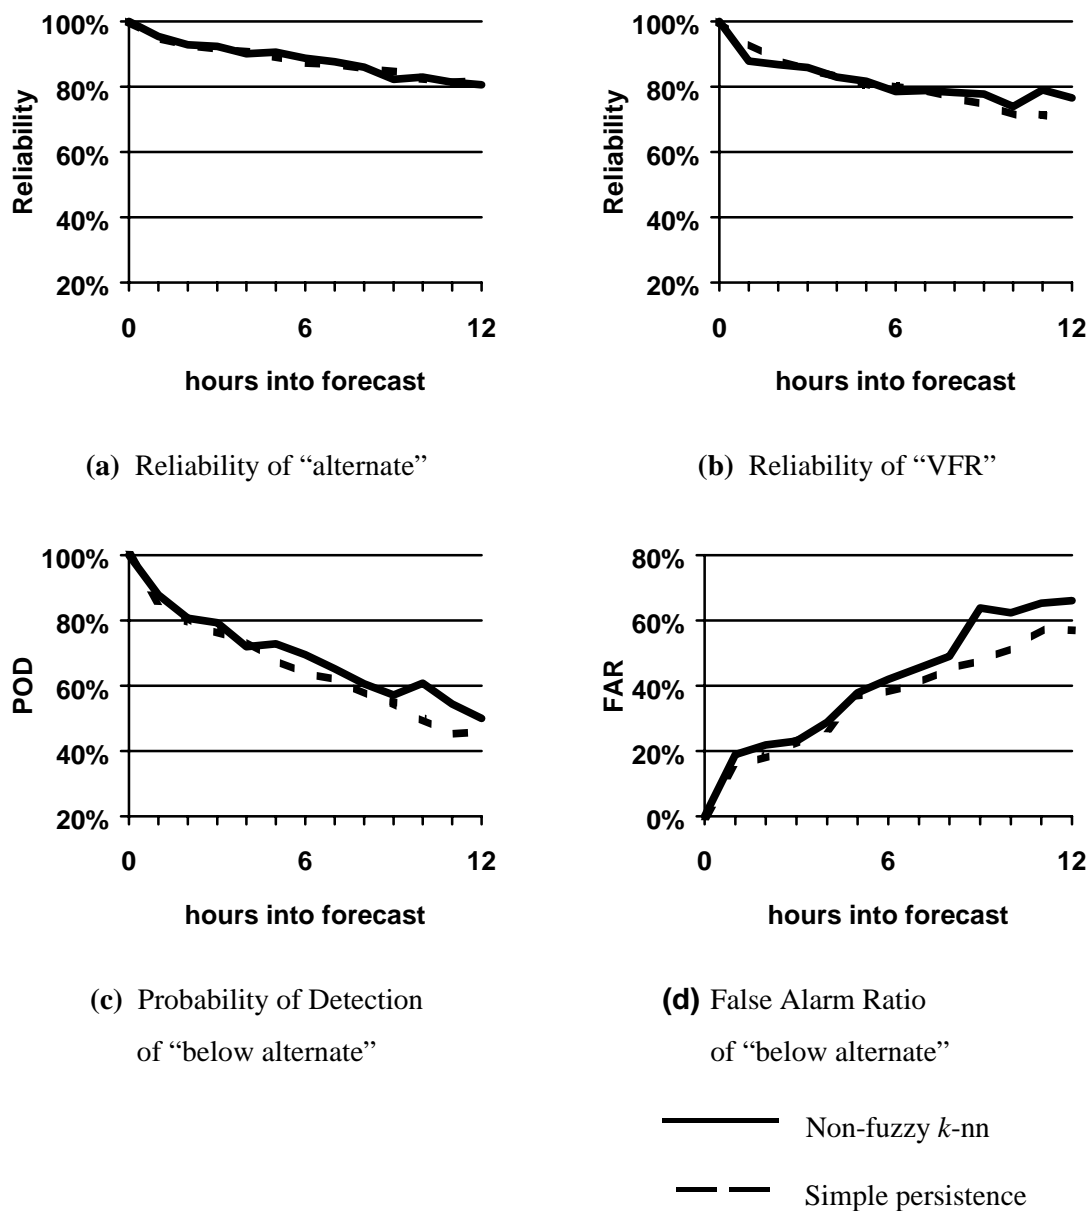 100%
80%
60%
40%
20%
Reliability
0 6 12
hours into forecast
(a) Reliability of “alternate”
100%
80%
60%
40%
20%
Reliability
0 6 12
hours into forecast
(b) Reliability of “VFR”
100%
80%
60%
40%
20%
POD
0 6 12
hours into forecast
(c) Probability of Detection
of “below alternate”
80%
60%
40%
20%
0%
FAR
0 6 12
hours into forecast
(d) False Alarm Ratio
of “below alternate”
Non-fuzzy k-nn
Simple persistence